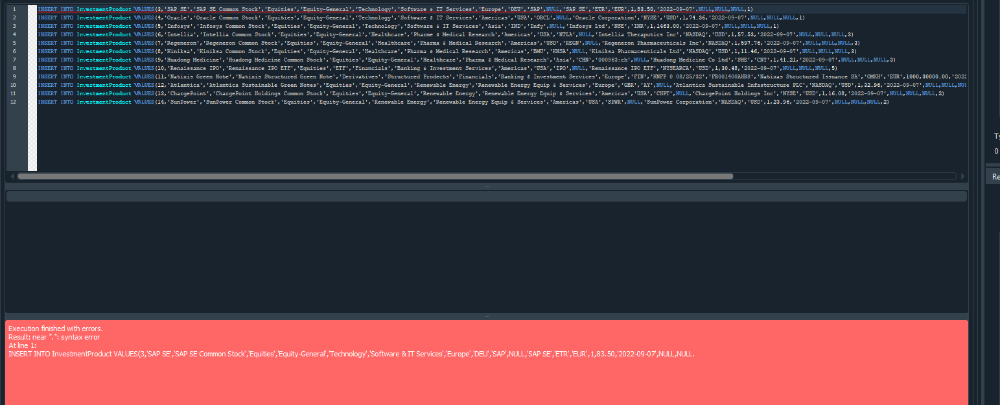 1 INSERT INTO InvestmentProduct VALUES(3,'SAP SE','SAP SE Common Stock','Equities','Equity-General','Technology','Software & IT Services','Europe','DEU','SAP',NULL,'SAP SE','ETR','EUR',1,83.50,'2022-09-07',NULL,NULL.NULL,1)
2 INSERT INTO InvestmentProduct VALUES(4,'Oracle','Oracle Common Stock','Equities','Equity-General','Technology','Software & IT Services','Americas','USA','ORCL',NULL,'Oracle Corporation','NYSE','USD',1,74.36,'2022-09-07',NULL,NULL,NULL,1)
3 INSERT INTO InvestmentProduct VALUES(5,'Infosys','Infosys Common Stock','Equities','Equity-General','Technology','Software & IT Services','Asia','IND','Infy',NULL,'Infosys Ltd','NSE','INR',1,1463.00,'2022-09-07',NULL,NULL,NULL,1)
4 INSERT INTO InvestmentProduct VALUES(6,'Intellia','Intellia Common Stock','Equities','Equity-General','Healthcare','Pharme & Medical Research','Americas','USA','NTLA',NULL,'Intellia Theraputics Inc','NASDAQ','USD',1,57.53,'2022-09-07',NULL,NULL,NULL,3)
5 INSERT INTO InvestmentProduct VALUES(7,'Regeneron','Regeneron Common Stock','Equities','Equity-General','Healthcare','Pharma & Medical Research','Americas','USD','REGN',NULL,'Regeneron Pharmaceuticals Inc','NASDAQ','USD',1,597.76,'2022-09-07',NULL,NULL,NULL,3)
6 INSERT INTO InvestmentProduct VALUES(8,'Kiniksa','Kiniksa Common Stock','Equities','Equity-General','Healthcare','Pharma & Medical Research','Americas','BMU','KNSA',NULL,'Kiniksa Pharmaceuticals Ltd','NASDAQ','USD',1,11.46,'2022-09-07',NULL,NULL,NULL,3)
7 INSERT INTO InvestmentProduct VALUES(9,'Huadong Medicine','Huadong Medicine Common Stock','Equities','Equity-General','Healthcare','Pharma & Medical Research','Asia','CHN','000963:ch',NULL,'Huadong Medicine Co Ltd','SHE','CNY',1,41.21,'2022-09-07',NULL,NULL,NULL,3)
8 INSERT INTO InvestmentProduct VALUES(10,'Renaissance IPO','Renaissance IPO ETF','Equities','ETF','Financials','Banking & Investment Services','Americas','USA','IPO',NULL,'Renaissance IPO ETF','NYSEARCA','USD',1,30.48,'2022-09-07',NULL,NULL,NULL,5)
9 INSERT INTO InvestmentProduct VALUES(11,'Natixis Green Note','Natixis Structured Green Note','Derivatives','Structured Prodects','Financials','Banking & Investment Services','Europe','FIN','KNFP 0 08/25/32','FR001400AHR8','Natixas Structured Issuance SA','OMXH','EUR',1000,30000.00,'2022
10 INSERT INTO InvestmentProduct VALUES(12,'Atlantica','Atlantica Sustainable Green Notes','Equities','Equity-General','Renewable Energy','Renewable Energy Equip & Services','Europe','GBR','AY',NULL,'Atlantica Sustainable Infastructure PLC','NASDAQ','USD',1,32.96,'2022-09-07',NULL,NULL,NUL
11 INSERT INTO InvestmentProduct VALUES(13,'ChargePoint','ChargePoint Holdings Common Stock','Equities','Equity-General','Renewable Energy','Renewable Energy Equip & Services','Americas','USA','CHPT',NULL,'ChargePoint Holdings Inc','NYSE','USD',1,16.08,'2022-09-07',NULL,NULL,NULL,2)
12 INSERT INTO InvestmentProduct VALUES(14,'SunPower','SunPower Common Stock','Equities','Equity-General','Renewable Energy','Renewable Energy Equip & Services','Americas','USA','SPWR',NULL,'SunPower Corporation','NASDAQ','USD',1,23.96,'2022-09-07',NULL,NULL,NULL,2)
Ty
0
Re
Execution finished with errors.
Result: near ".": syntax error
At line 1:
INSERT INTO InvestmentProduct VALUES(3,'SAP SE','SAP SE Common Stock','Equities','Equity-General','Technology','Software & IT Services','Europe','DEU','SAP',NULL,'SAP SE','ETR','EUR',1,83.50,'2022-09-07',NULL,NULL.